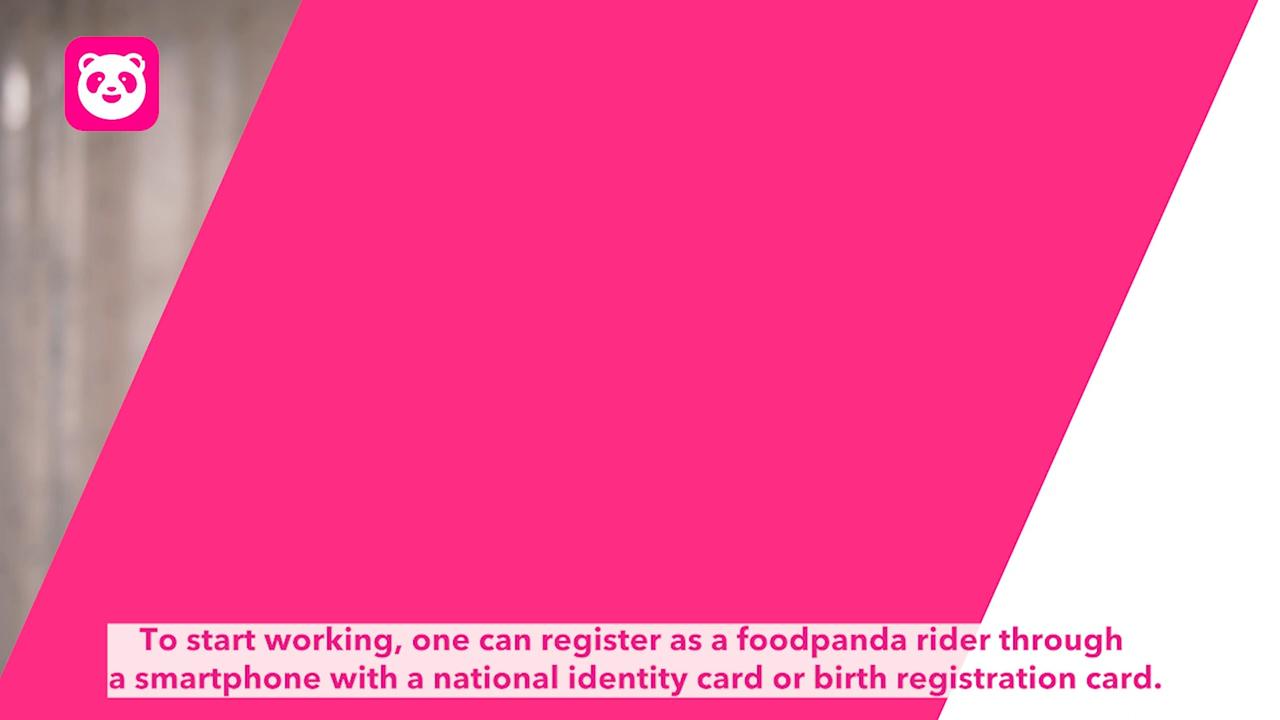 To start working, one can register as a foodpanda rider through
a smartphone with a national identity card or birth registration card.